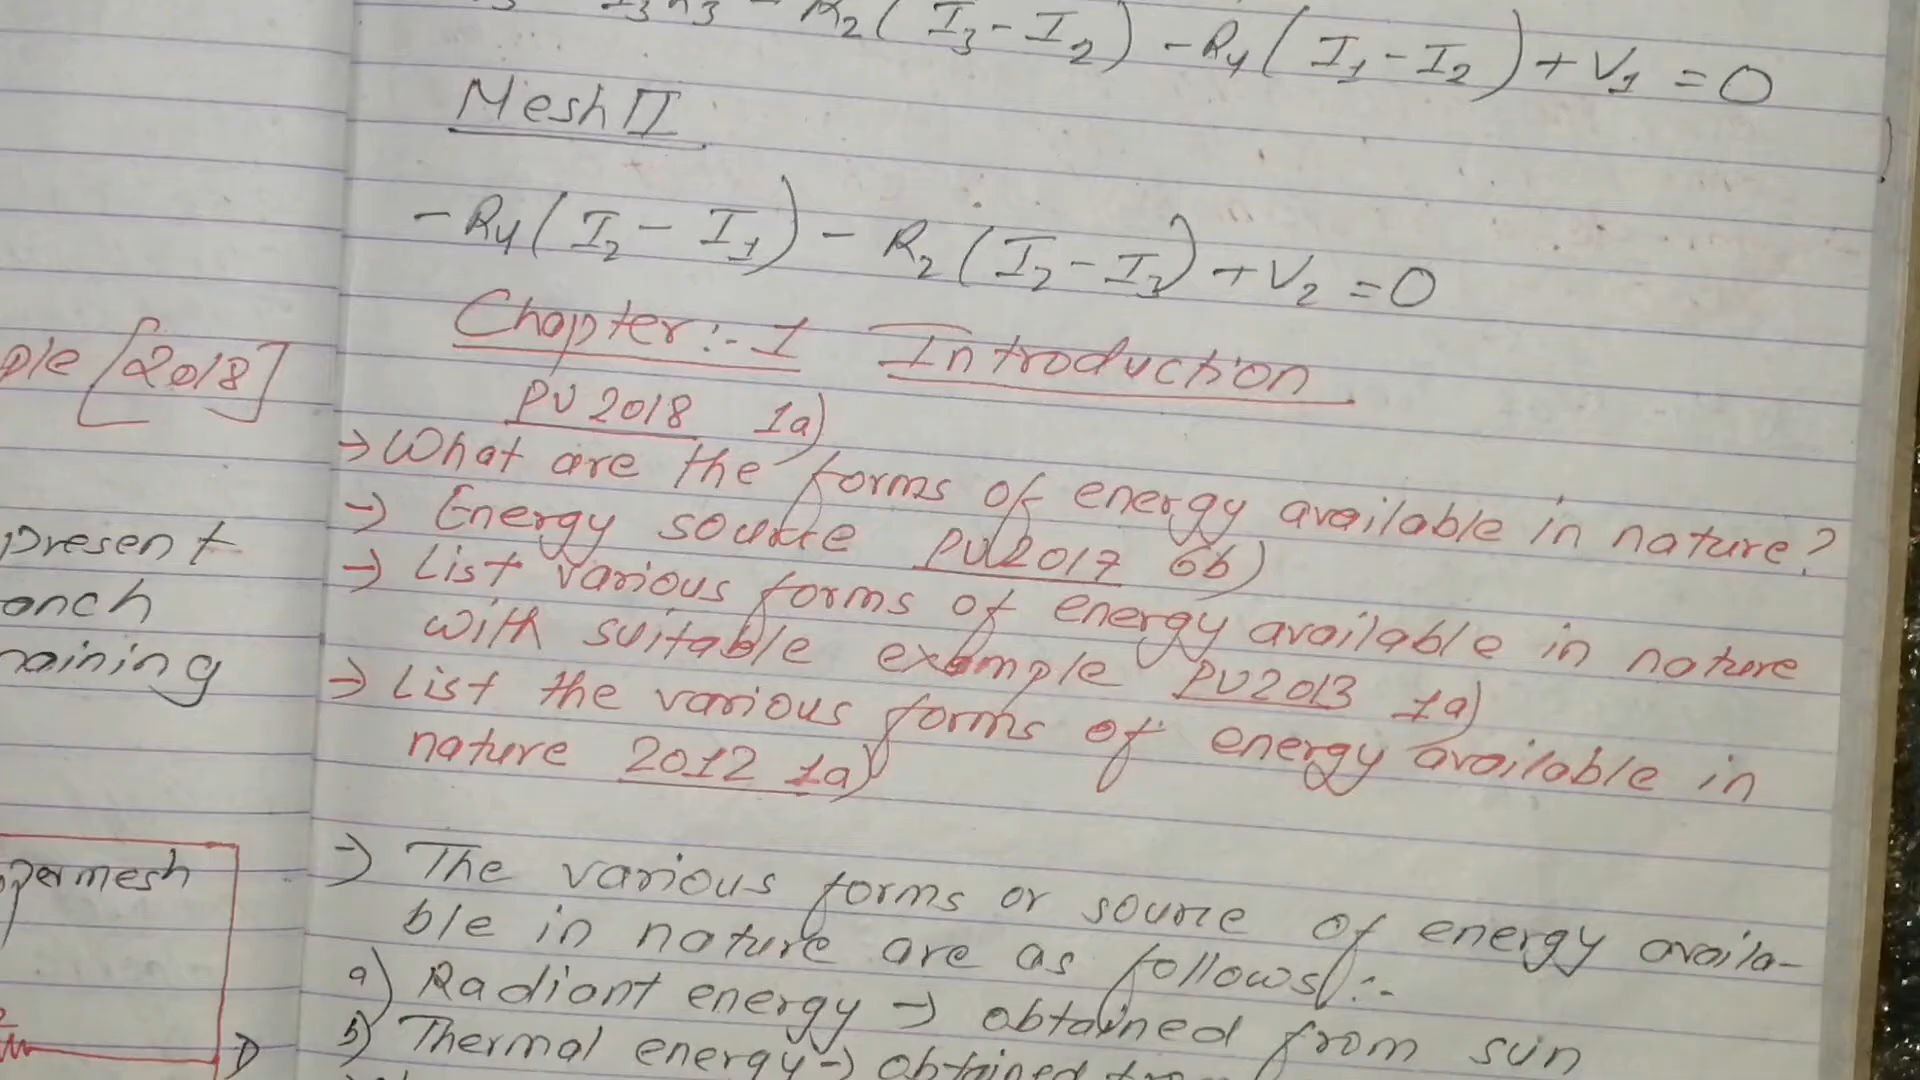 R2(I3-I2)-R4(I1-I2)+V1=0
Mesh II
-R4(I2-I1)-R2(I2-I3)+V2=0
Chapter:-I Introduction
PU 2018 1a)
→What are the forms of energy available in nature?
→ Energy source PU2017 6b)
→ List various forms of energy available in nature
with suitable example PU2013 1a)
→ List the various forms of energy available in
nature 2012 1a)
→ The various forms or source of energy availa-
ble in nature are as follows:-
a) Radiant energy → obtained from sun
b) Thermal energy → obtained from
ple [2018]
present
anch
maining
permesh
D